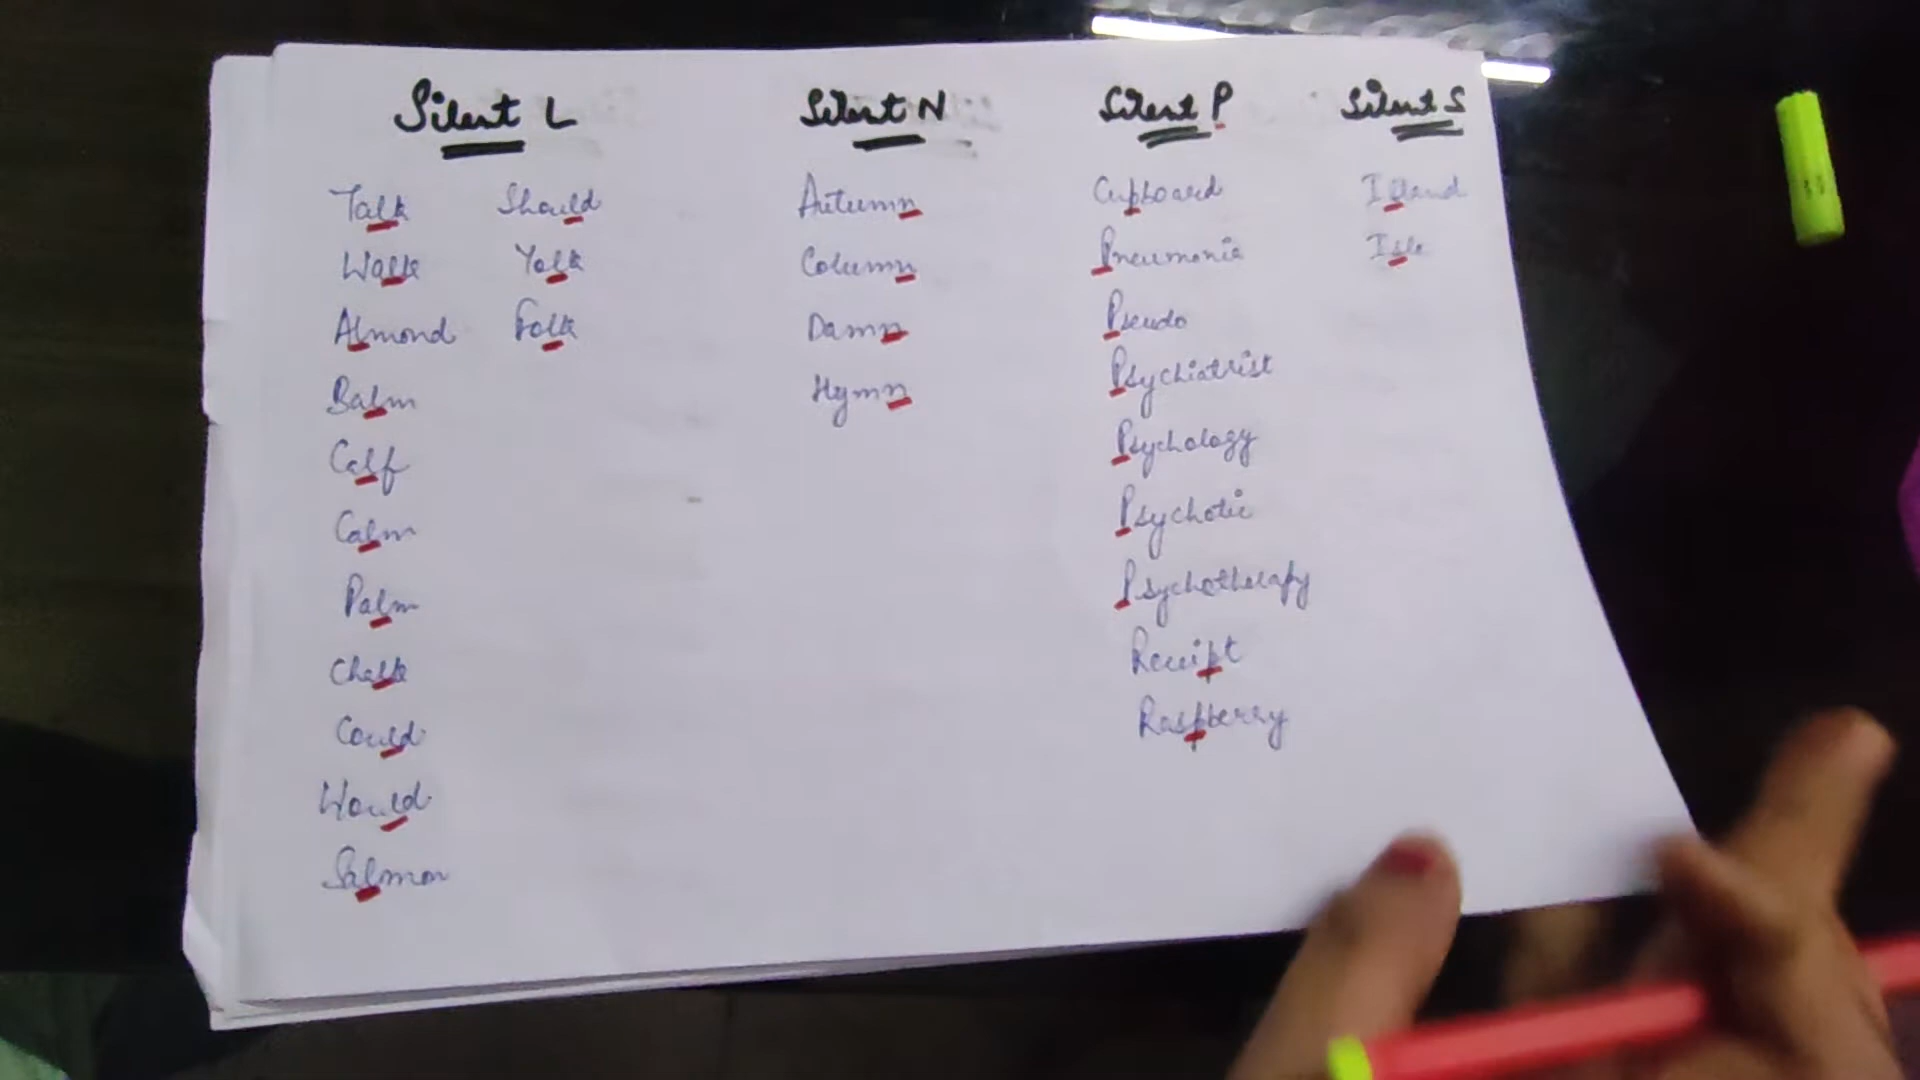 Silent L
Talk Should
Walk Yolk
Almond Folk
Balm
Calf
Calm
Palm
Chalk
Could
Would
Salmon
Silent N
Autumn
Column
Damn
Hymn
Silent P
Cupboard
Pneumonia
Pseudo
Psychiatrist
Psychology
Psychotic
Psychotherapy
Receipt
Raspberry
Silent S
Island
Isle